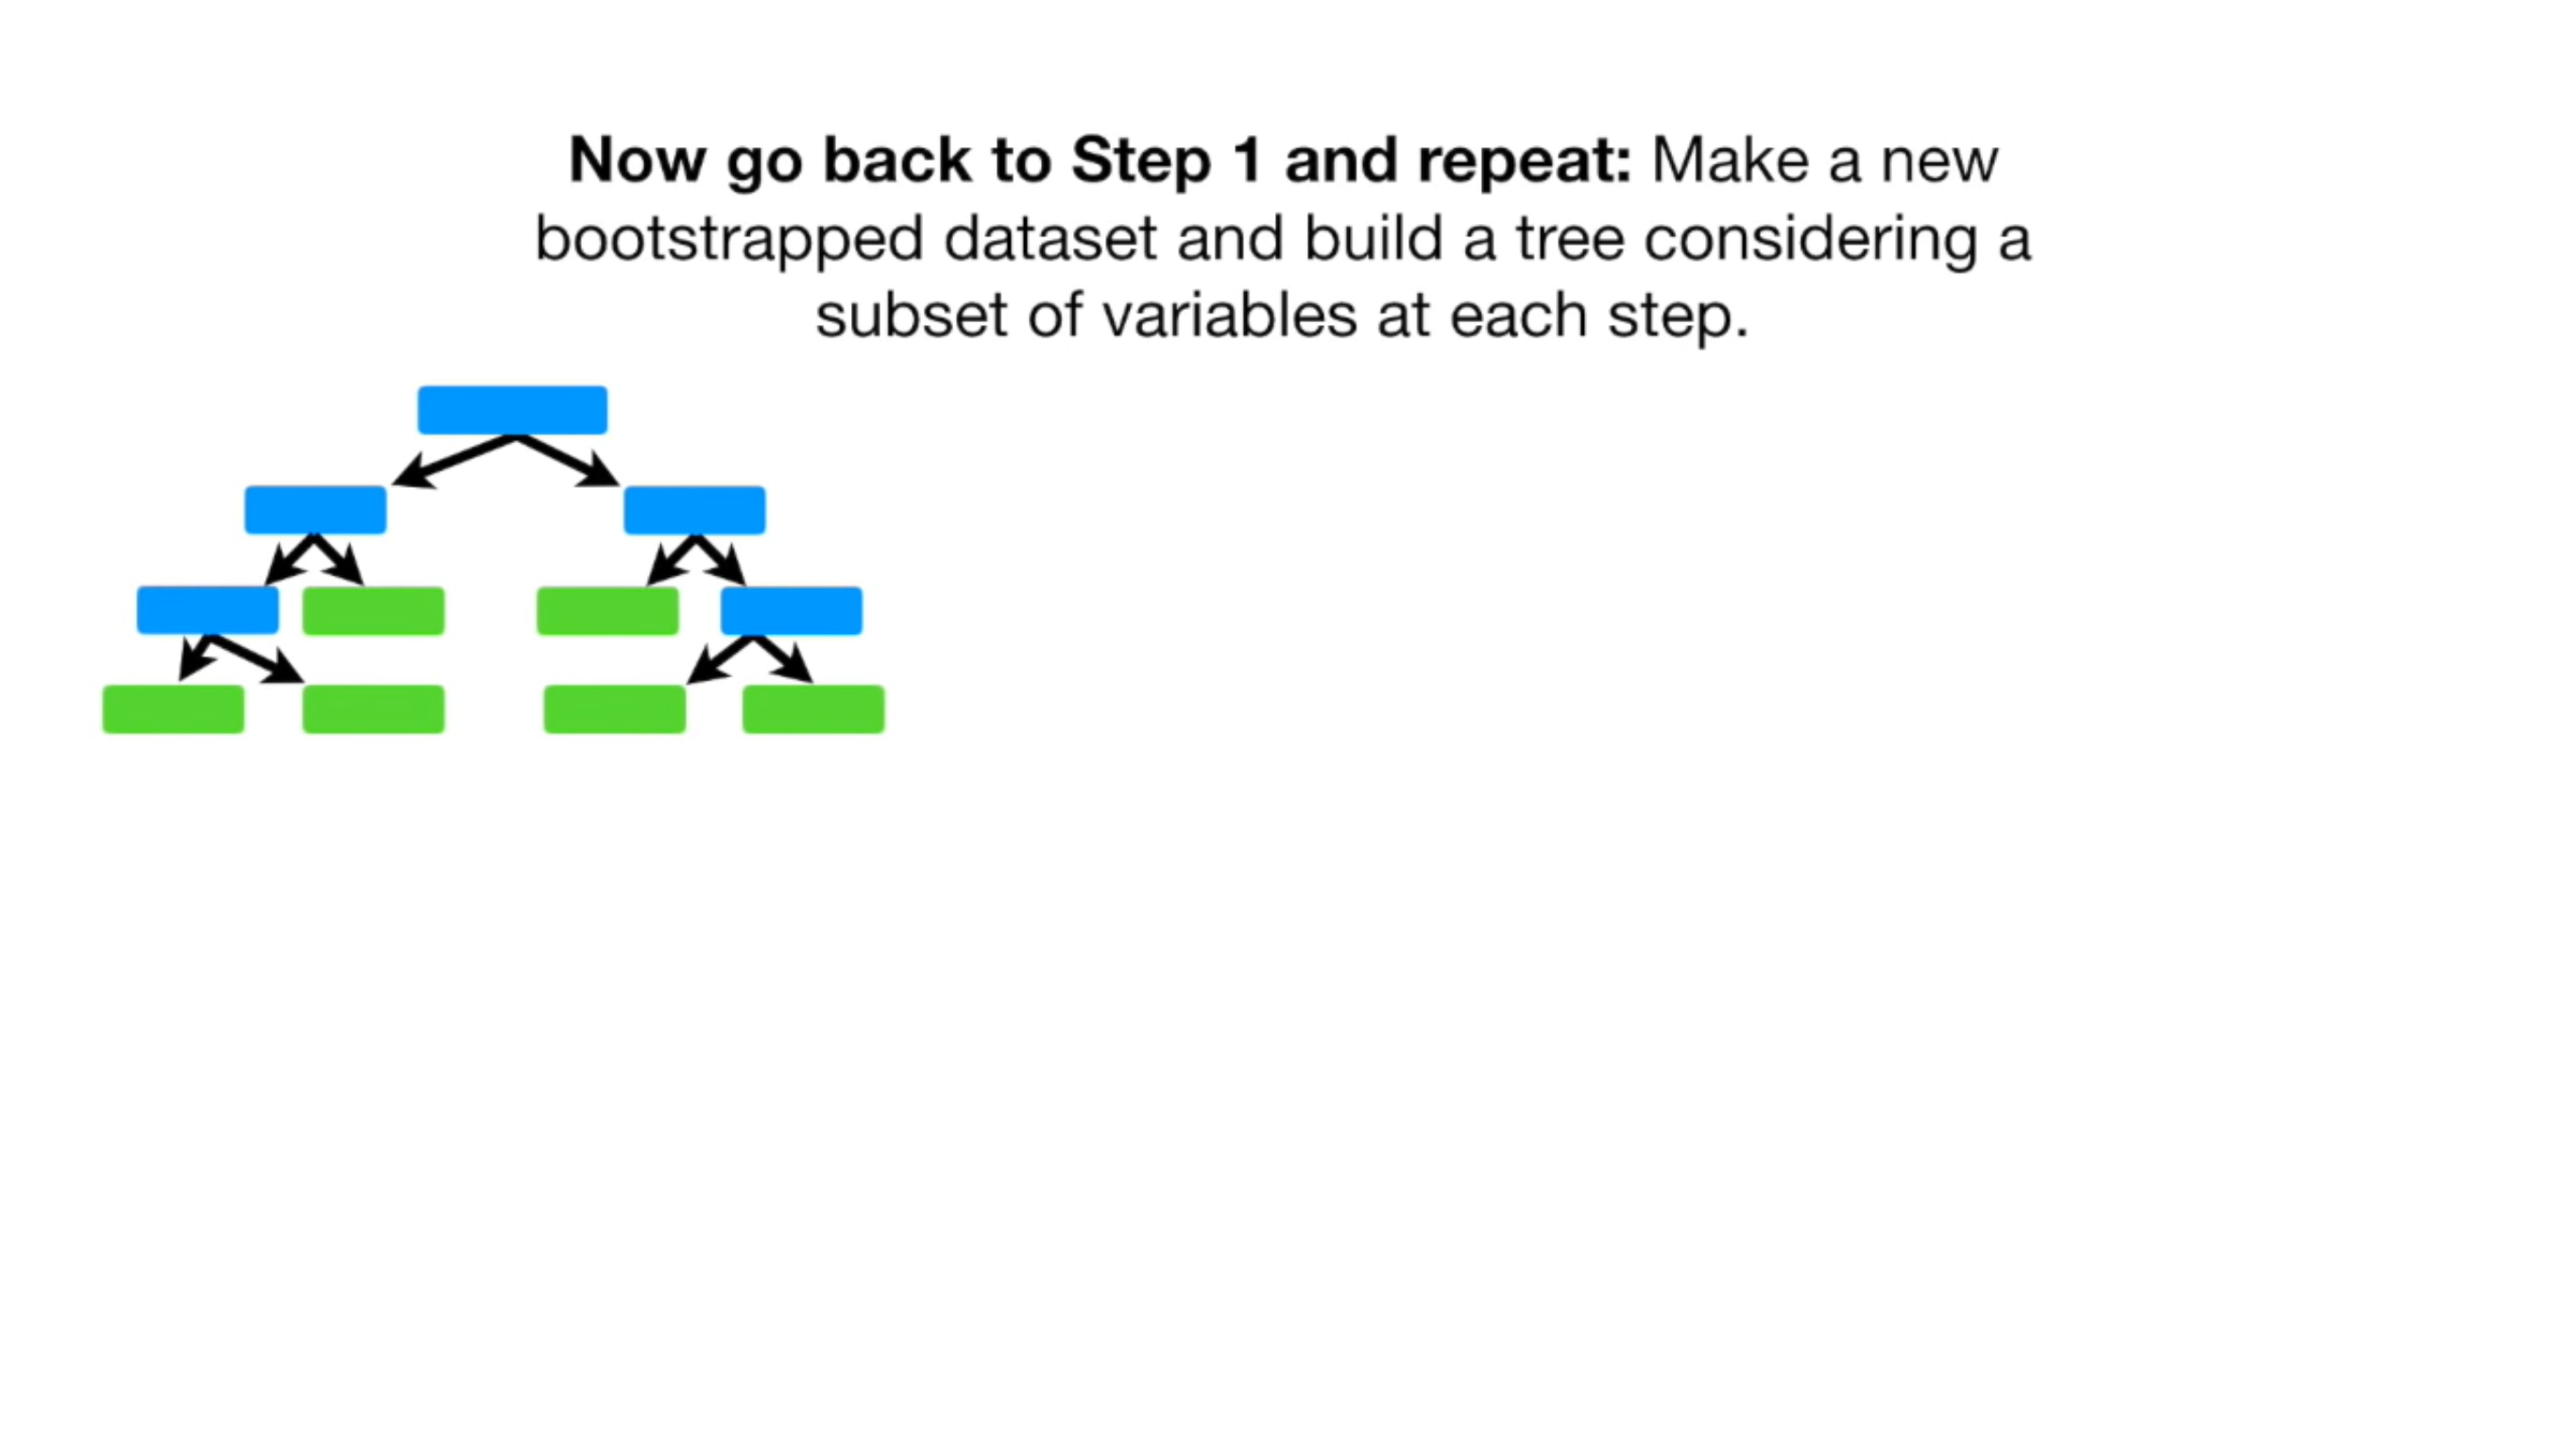 Now go back to Step 1 and repeat: Make a new
bootstrapped dataset and build a tree considering a
subset of variables at each step.